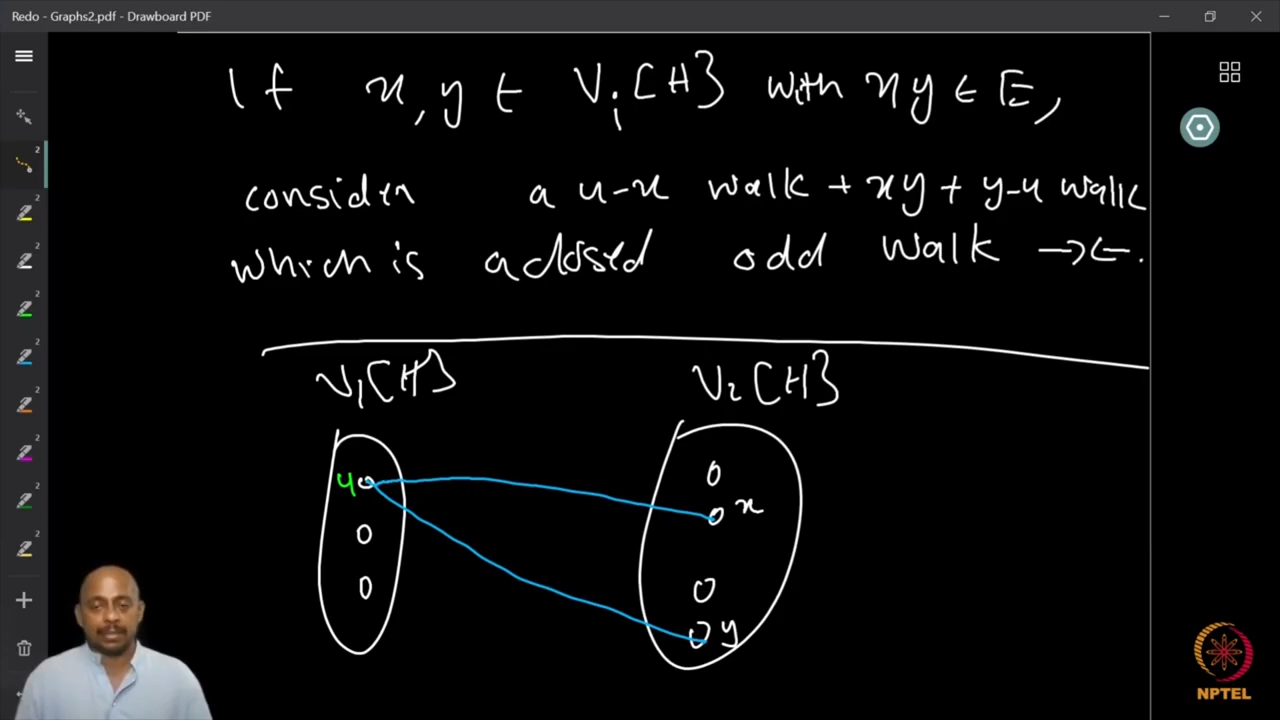 Redo - Graphs2.pdf - Drawboard PDF
If x, y ∈ Vi[H] with xy ∈ E,
consider a u-x walk + xy + y-u walk
which is a closed odd walk →←.
V1[H] V2[H]
u
x
y
NPTEL